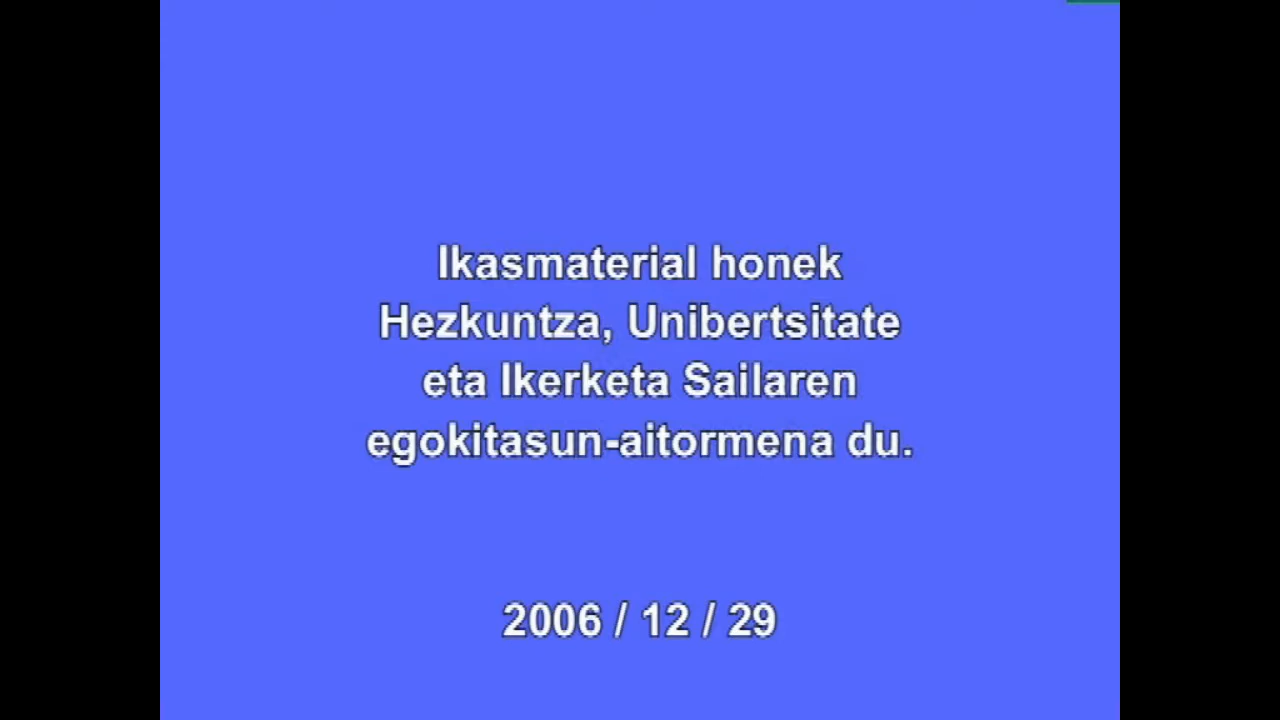 Ikasmaterial honek
Hezkuntza, Unibertsitate
eta Ikerketa Sailaren
egokitasun-aitormena du.
2006 / 12 / 29